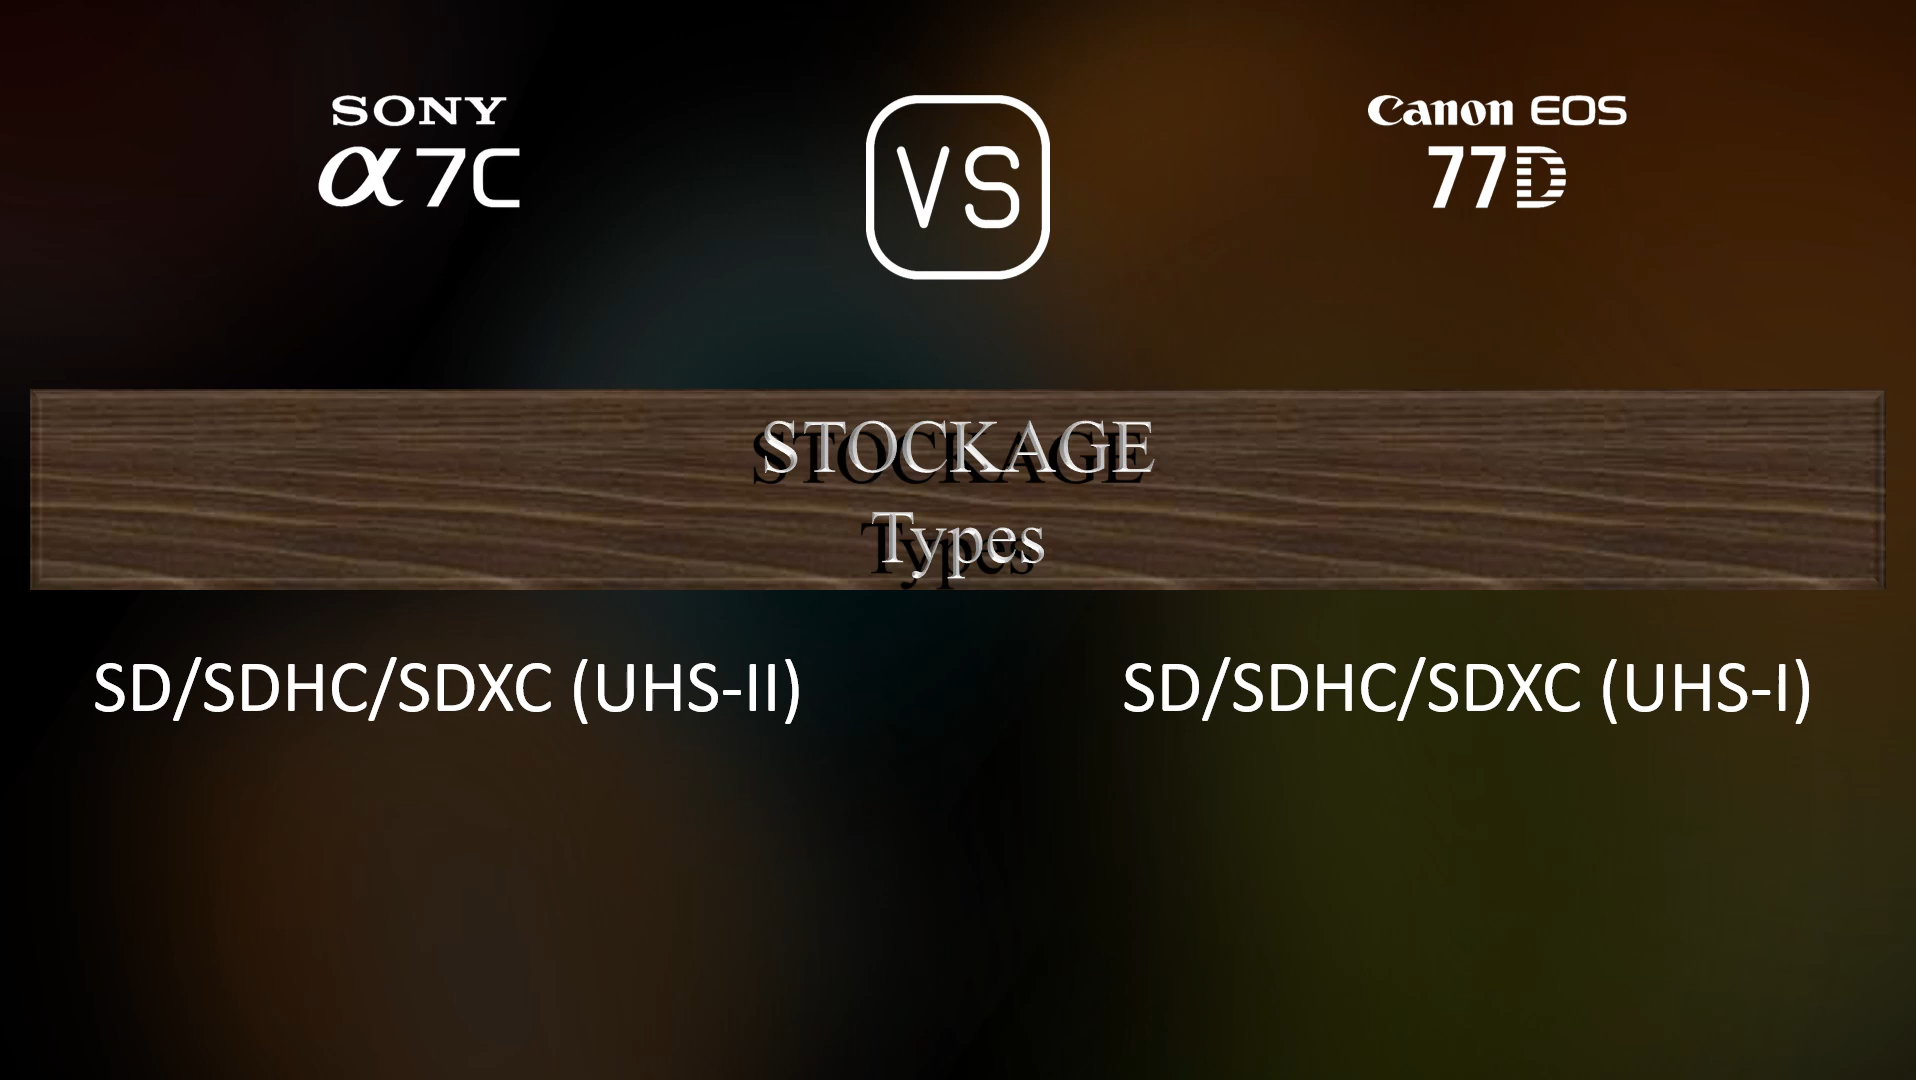 SONY
α7C
VS
Canon EOS
77D
STOCKAGE
Types
SD/SDHC/SDXC (UHS-II)
SD/SDHC/SDXC (UHS-I)